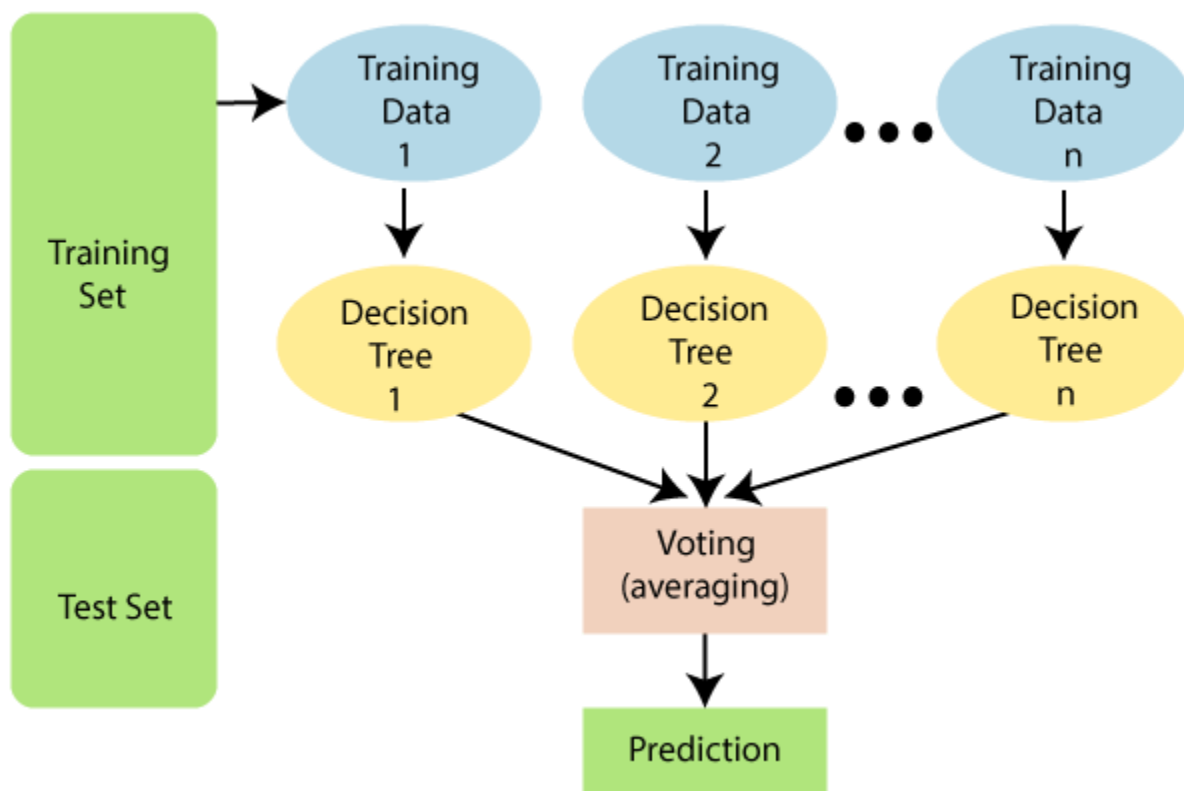 Training
Set
Test Set
Training
Data
1
Training
Data
2
Training
Data
n
Decision
Tree
1
Decision
Tree
2
Decision
Tree
n
Voting
(averaging)
Prediction